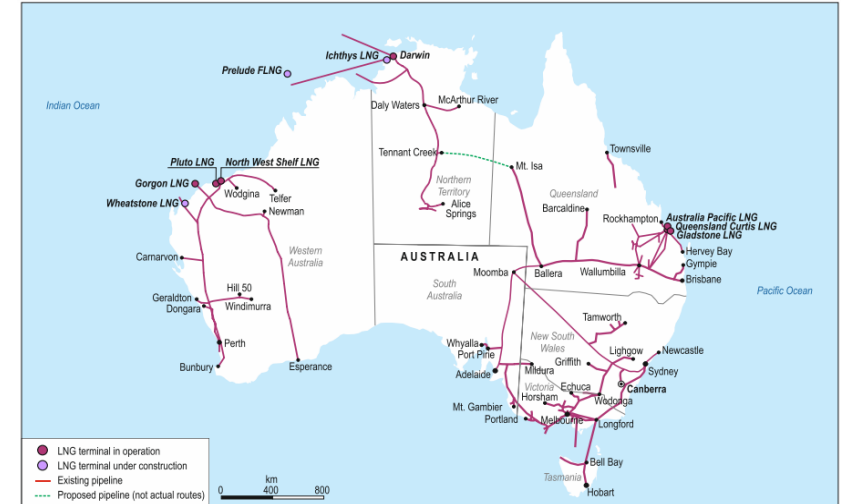 Ichthys LNG
Darwin
Prelude FLNG
Indian Ocean
Daly Waters
McArthur River
Tennant Creek
Mt. Isa
Townsville
Pluto LNG
North West Shelf LNG
Gorgon LNG
Wodgina
Telfer
Wheatstone LNG
Newman
Northern
Territory
Alice
Springs
Queensland
Barcaldine
Rockhampton
Australia Pacific LNG
Queensland Curtis LNG
Gladstone LNG
Hervey Bay
Gympie
Brisbane
Carnarvon
Western
Australia
AUSTRALIA
South
Australia
Moomba
Ballera
Wallumbilla
Pacific Ocean
Geraldton
Dongara
Hill 50
Windimurra
Perth
Bunbury
Esperance
Tamworth
New South
Wales
Lighgow
Newcastle
Whyalla
Port Pirie
Griffith
Sydney
Adelaide
Mildura
Canberra
Victoria
Echuca
Horsham
Wodonga
Mt. Gambier
Portland
Melbourne
Longford
Bell Bay
Tasmania
Hobart
LNG terminal in operation
LNG terminal under construction
Existing pipeline
Proposed pipeline (not actual routes)
km
0 400 800